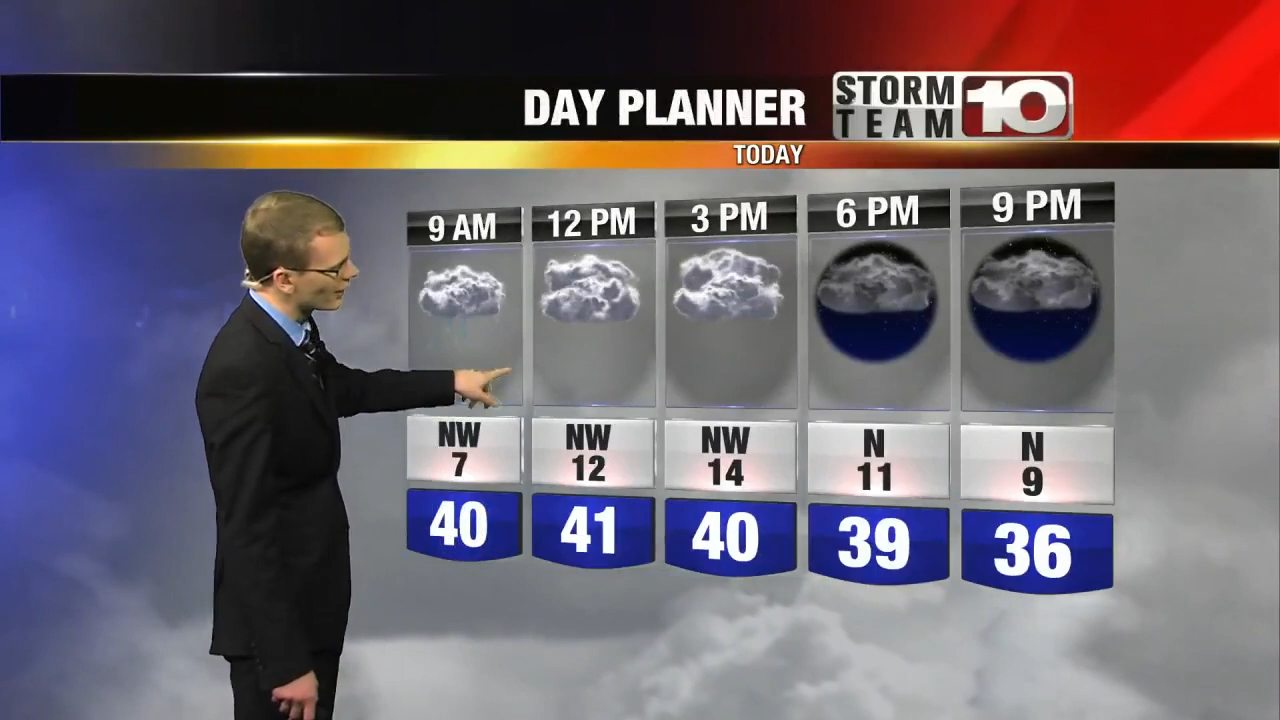 DAY PLANNER
STORM TEAM 10
TODAY
9 AM
12 PM
3 PM
6 PM
9 PM
NW
7
NW
12
NW
14
N
11
N
9
40
41
40
39
36